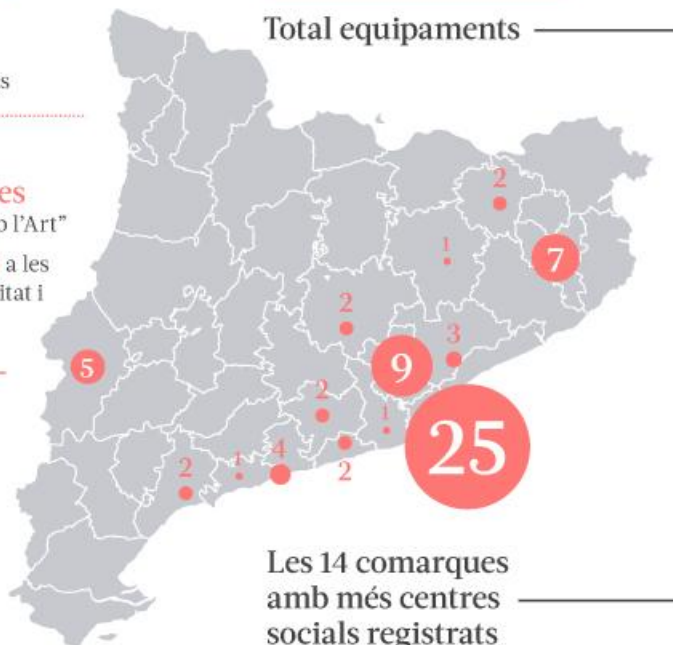 Total equipaments
s
es
b l'Art"
a les
itat i
2
7
1
2
3
5
9
2
1
25
4
1
2
2
Les 14 comarques
amb més centres
socials registrats